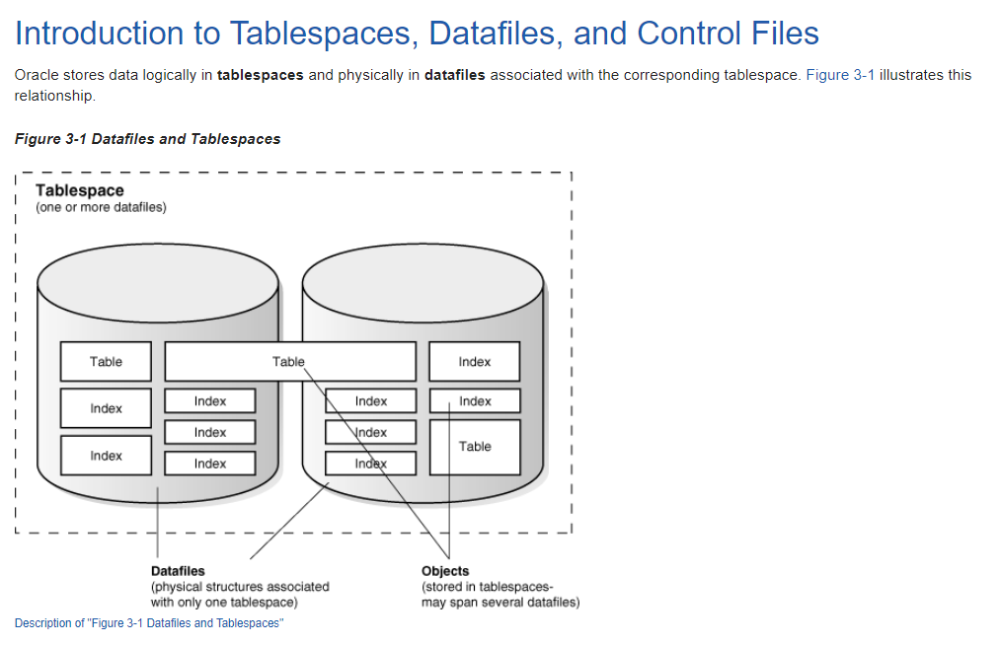 Introduction to Tablespaces, Datafiles, and Control Files
Oracle stores data logically in tablespaces and physically in datafiles associated with the corresponding tablespace. Figure 3-1 illustrates this
relationship.
Figure 3-1 Datafiles and Tablespaces
Tablespace
(one or more datafiles)
Table
Table
Index
Index
Index
Index
Index
Index
Index
Index
Table
Index
Index
Index
Datafiles
(physical structures associated
with only one tablespace)
Objects
(stored in tablespaces-
may span several datafiles)
Description of "Figure 3-1 Datafiles and Tablespaces"